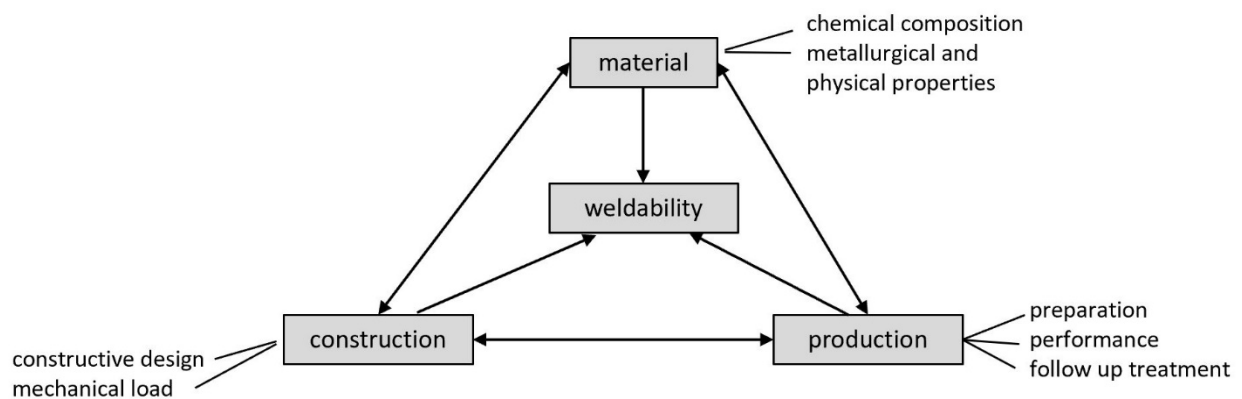 chemical composition
material
metallurgical and
physical properties
weldability
construction
production
preparation
performance
follow up treatment
constructive design
mechanical load